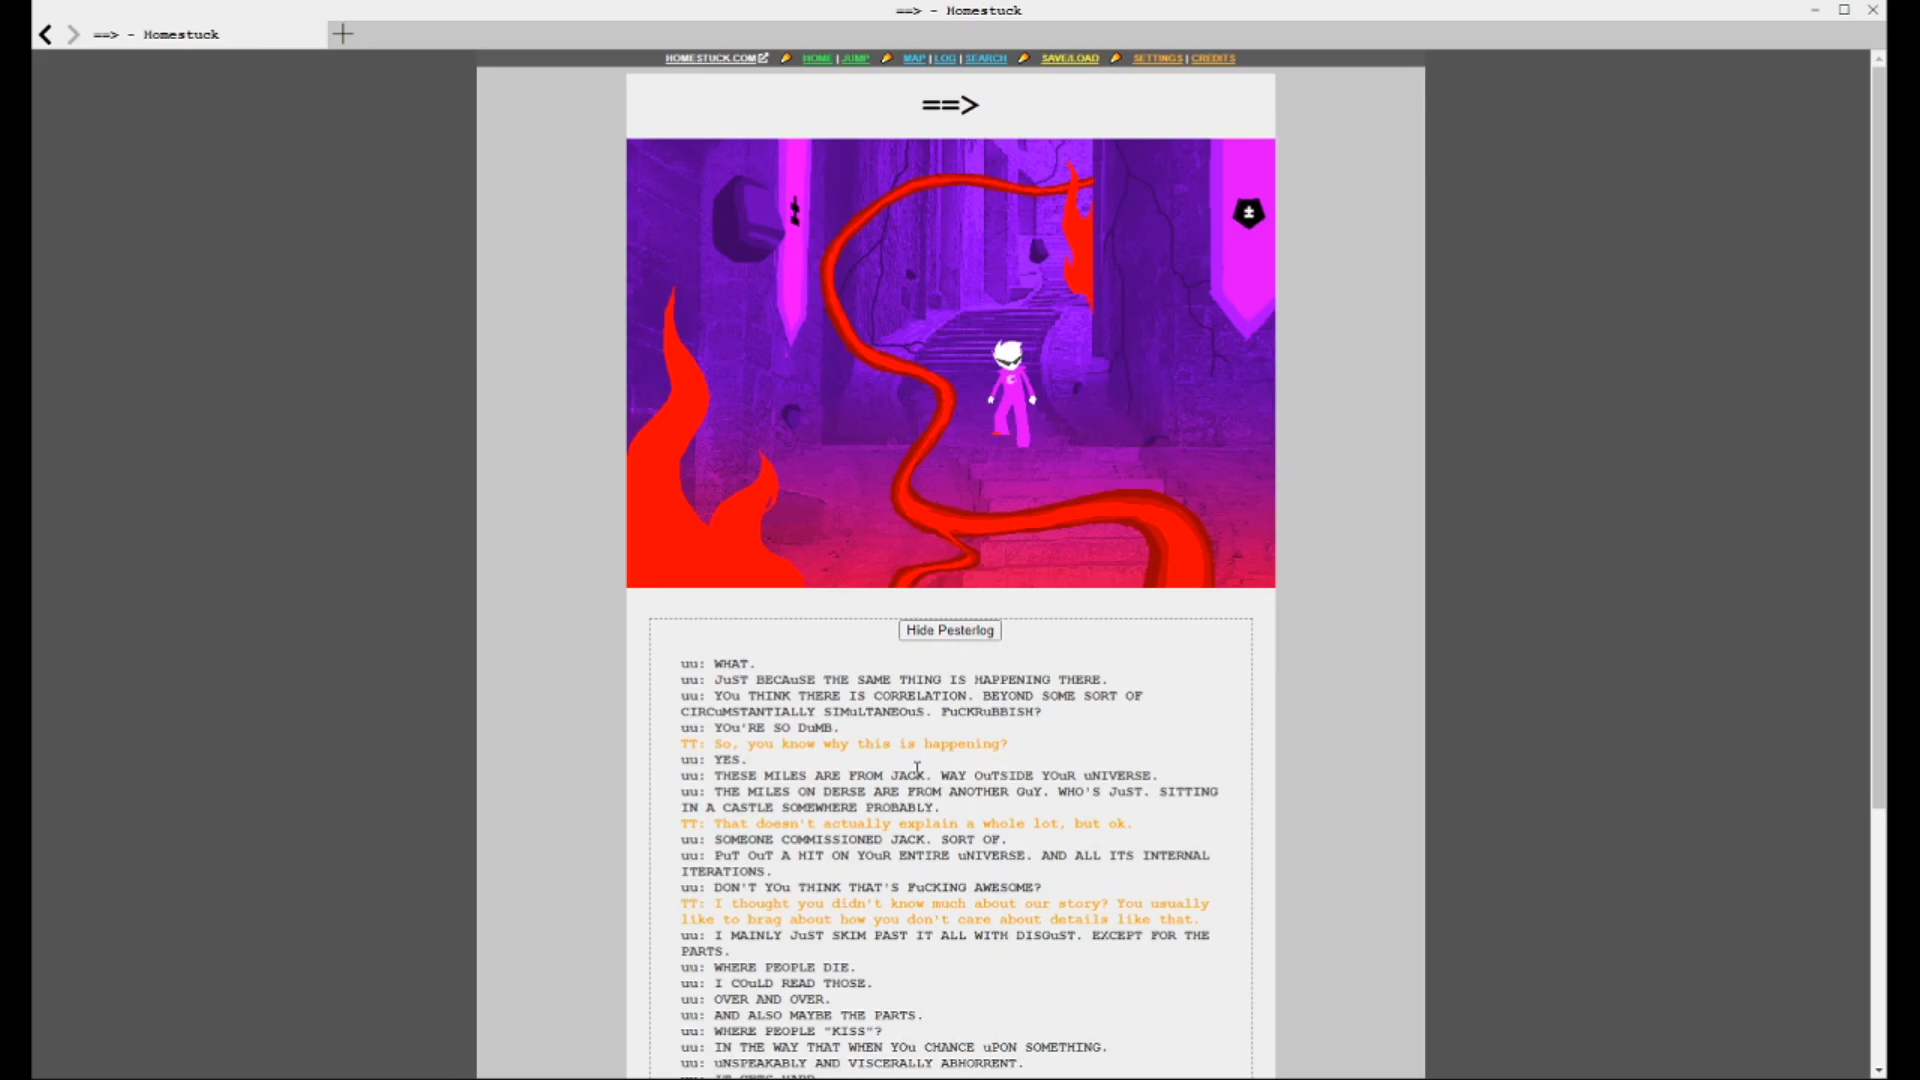 ==> - Homestuck
==> - Homestuck
HOMESTUCK.COM HOME | JUMP MAP | LOG | SEARCH SAVE/LOAD SETTINGS | CREDITS
==>
±
Hide Pesterlog
uu: WHAT.
uu: JuST BECAuSE THE SAME THING IS HAPPENING THERE.
uu: YOu THINK THERE IS CORRELATION. BEYOND SOME SORT OF
CIRCuMSTANTIALLY SIMuLTANEOuS. FuCKRuBBISH?
uu: YOu'RE SO DuMB.
TT: So, you know why this is happening?
uu: YES.
uu: THESE MILES ARE FROM JACK. WAY OuTSIDE YOuR uNIVERSE.
uu: THE MILES ON DERSE ARE FROM ANOTHER GuY. WHO'S JuST. SITTING
IN A CASTLE SOMEWHERE PROBABLY.
TT: That doesn't actually explain a whole lot, but ok.
uu: SOMEONE COMMISSIONED JACK. SORT OF.
uu: PuT OuT A HIT ON YOuR ENTIRE uNIVERSE. AND ALL ITS INTERNAL
ITERATIONS.
uu: DON'T YOu THINK THAT'S FuCKING AWESOME?
TT: I thought you didn't know much about our story? You usually
like to brag about how you don't care about details like that.
uu: I MAINLY JuST SKIM PAST IT ALL WITH DISGuST. EXCEPT FOR THE
PARTS.
uu: WHERE PEOPLE DIE.
uu: I COuLD READ THOSE.
uu: OVER AND OVER.
uu: AND ALSO MAYBE THE PARTS.
uu: WHERE PEOPLE "KISS"?
uu: IN THE WAY THAT WHEN YOu CHANCE uPON SOMETHING.
uu: uNSPEAKABLY AND VISCERALLY ABHORRENT.